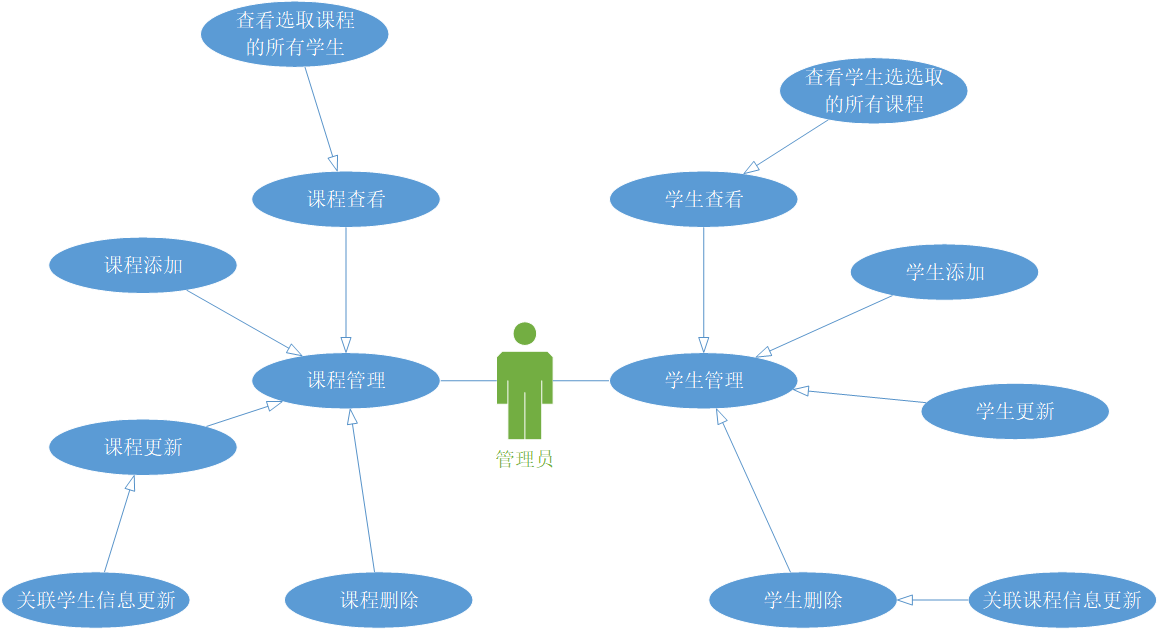 查看选取课程
的所有学生
查看学生选选取
的所有课程
课程查看
学生查看
课程添加
学生添加
课程管理
学生管理
学生更新
课程更新
管理员
关联学生信息更新
课程删除
学生删除
关联课程信息更新